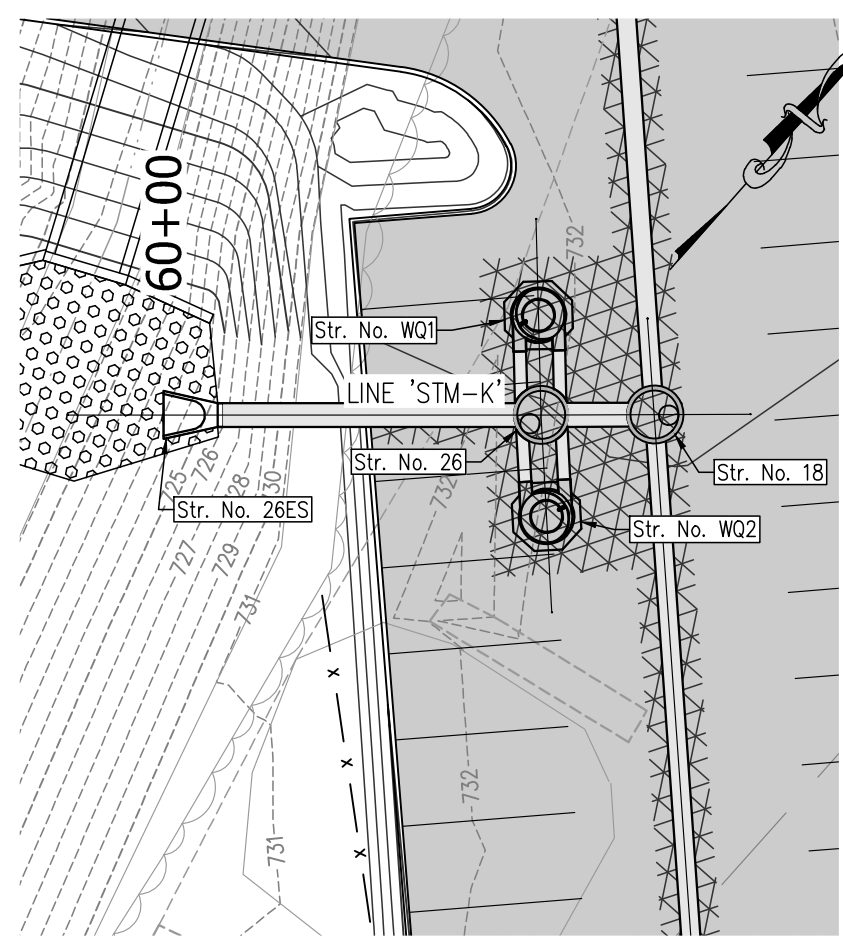 60+00
732
Str. No. WQ1
LINE 'STM-K'
Str. No. 26
Str. No. 18
732
725
726
728
730
Str. No. 26ES
Str. No. WQ2
727
729
731
x
x
732
731
x